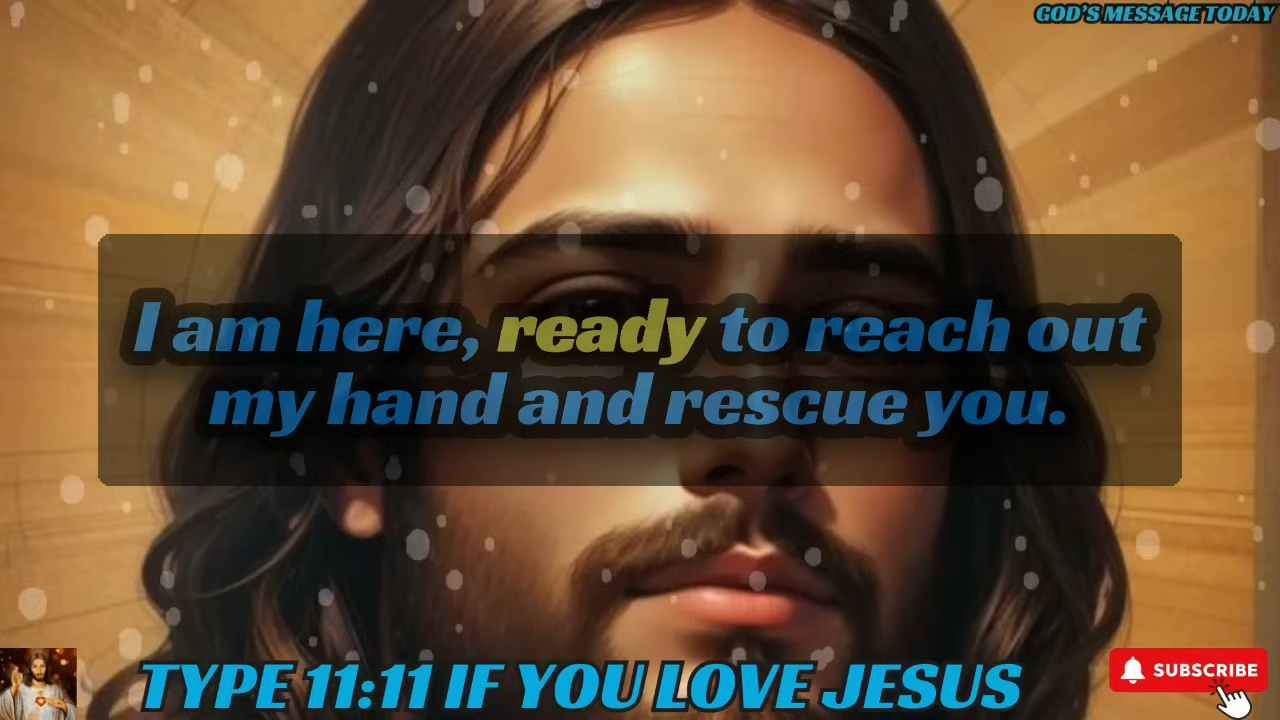 GOD'S MESSAGE TODAY
I am here, ready to reach out
my hand and rescue you.
TYPE 11:11 IF YOU LOVE JESUS
SUBSCRIBE